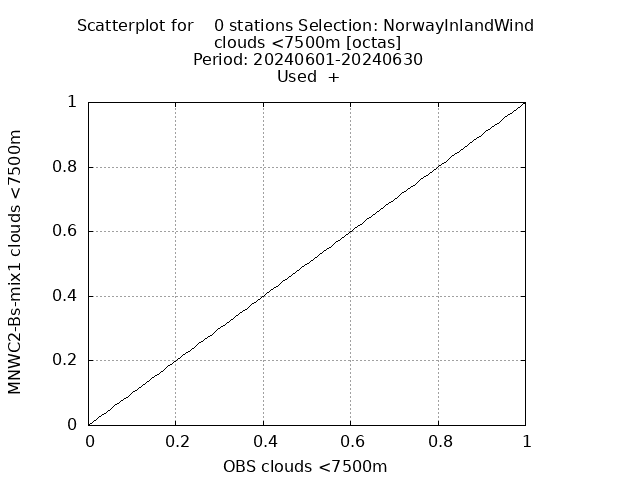 Scatterplot for    0 stations Selection: NorwayInlandWind
clouds <7500m [octas]
Period: 20240601-20240630
Used +
1
0.8
0.6
0.4
0.2
0
MNWC2-Bs-mix1 clouds <7500m
0 0.2 0.4 0.6 0.8 1
OBS clouds <7500m